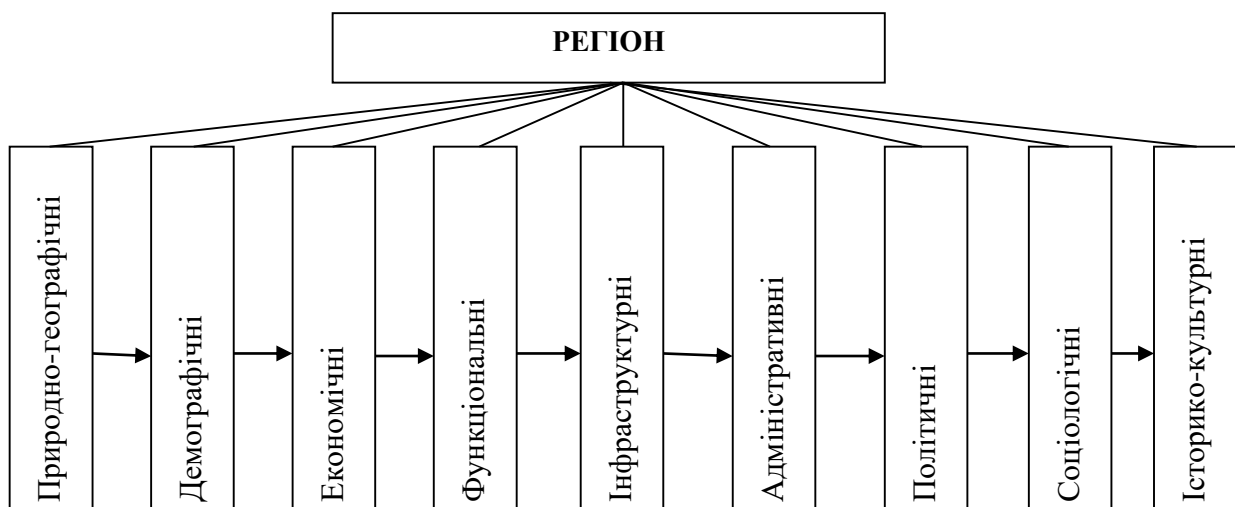 РЕГІОН
Природно-географічні
Демографічні
Економічні
Функціональні
Інфраструктурні
Адміністративні
Політичні
Соціологічні
Історико-культурні